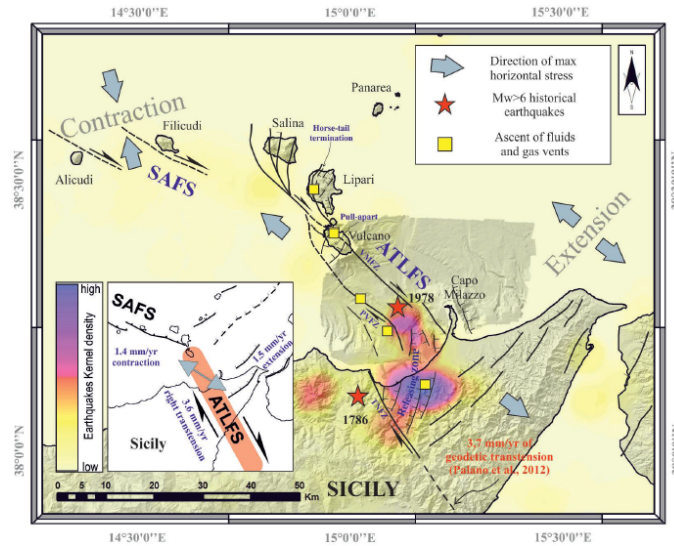 14°30'0''E
15°0'0''E
15°30'0''E
Direction of max
horizontal stress
Mw>6 historical
earthquakes
Ascent of fluids
and gas vents
N
S
Panarea
Contraction
Filicudi
Salina
Horse-tail
termination
Alicudi
SAFS
Lipari
38°30'0''N
Pull-apart
Vulcano
Extension
ATLFS
VMFZ
Capo
Milazzo
1978
PVFZ
high
low
Earthquakes Kernel density
SAFS
1.4 mm/yr
contraction
1.5 mm/yr
extension
3.6 mm/yr
right transtension
ATLFS
Sicily
Releasing zone
1786
TMFZ
3,7 mm/yr of
geodetic transtension
(Palano et al., 2012)
38°0'0''N
0 5 10 20 30 40 50
Km
SICILY
14°30'0''E
15°0'0''E
15°30'0''E